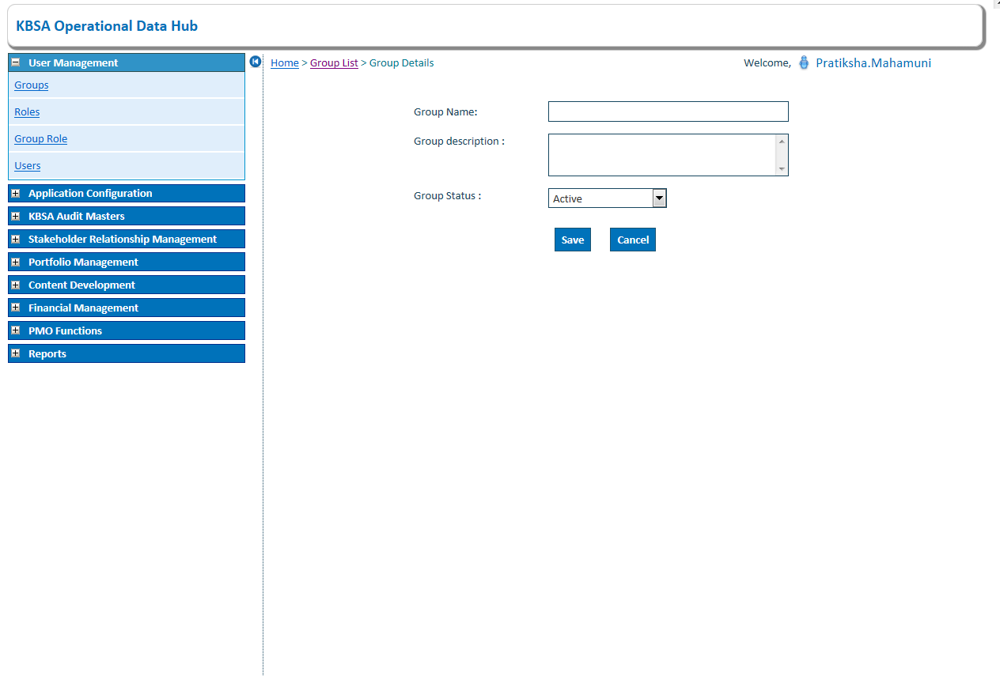 KBSA Operational Data Hub
User Management
Groups
Roles
Group Role
Users
Application Configuration
KBSA Audit Masters
Stakeholder Relationship Management
Portfolio Management
Content Development
Financial Management
PMO Functions
Reports
Home > Group List > Group Details
Welcome, Pratiksha.Mahamuni
Group Name:
Group description :
Group Status :
Active
Save Cancel